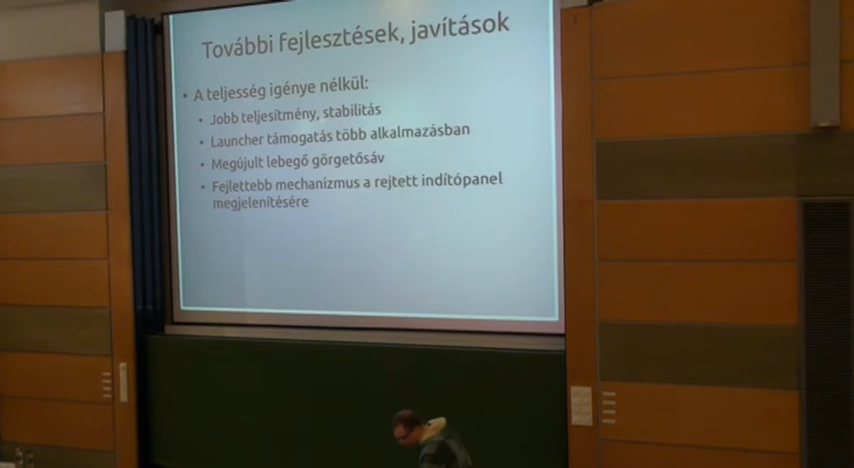 További fejlesztések, javítások
• A teljesség igénye nélkül:
• Jobb teljesítmény, stabilitás
• Launcher támogatás több alkalmazásban
• Megújult lebegő görgetősáv
• Fejlettebb mechanizmus a rejtett indítópanel
megjelenítésére